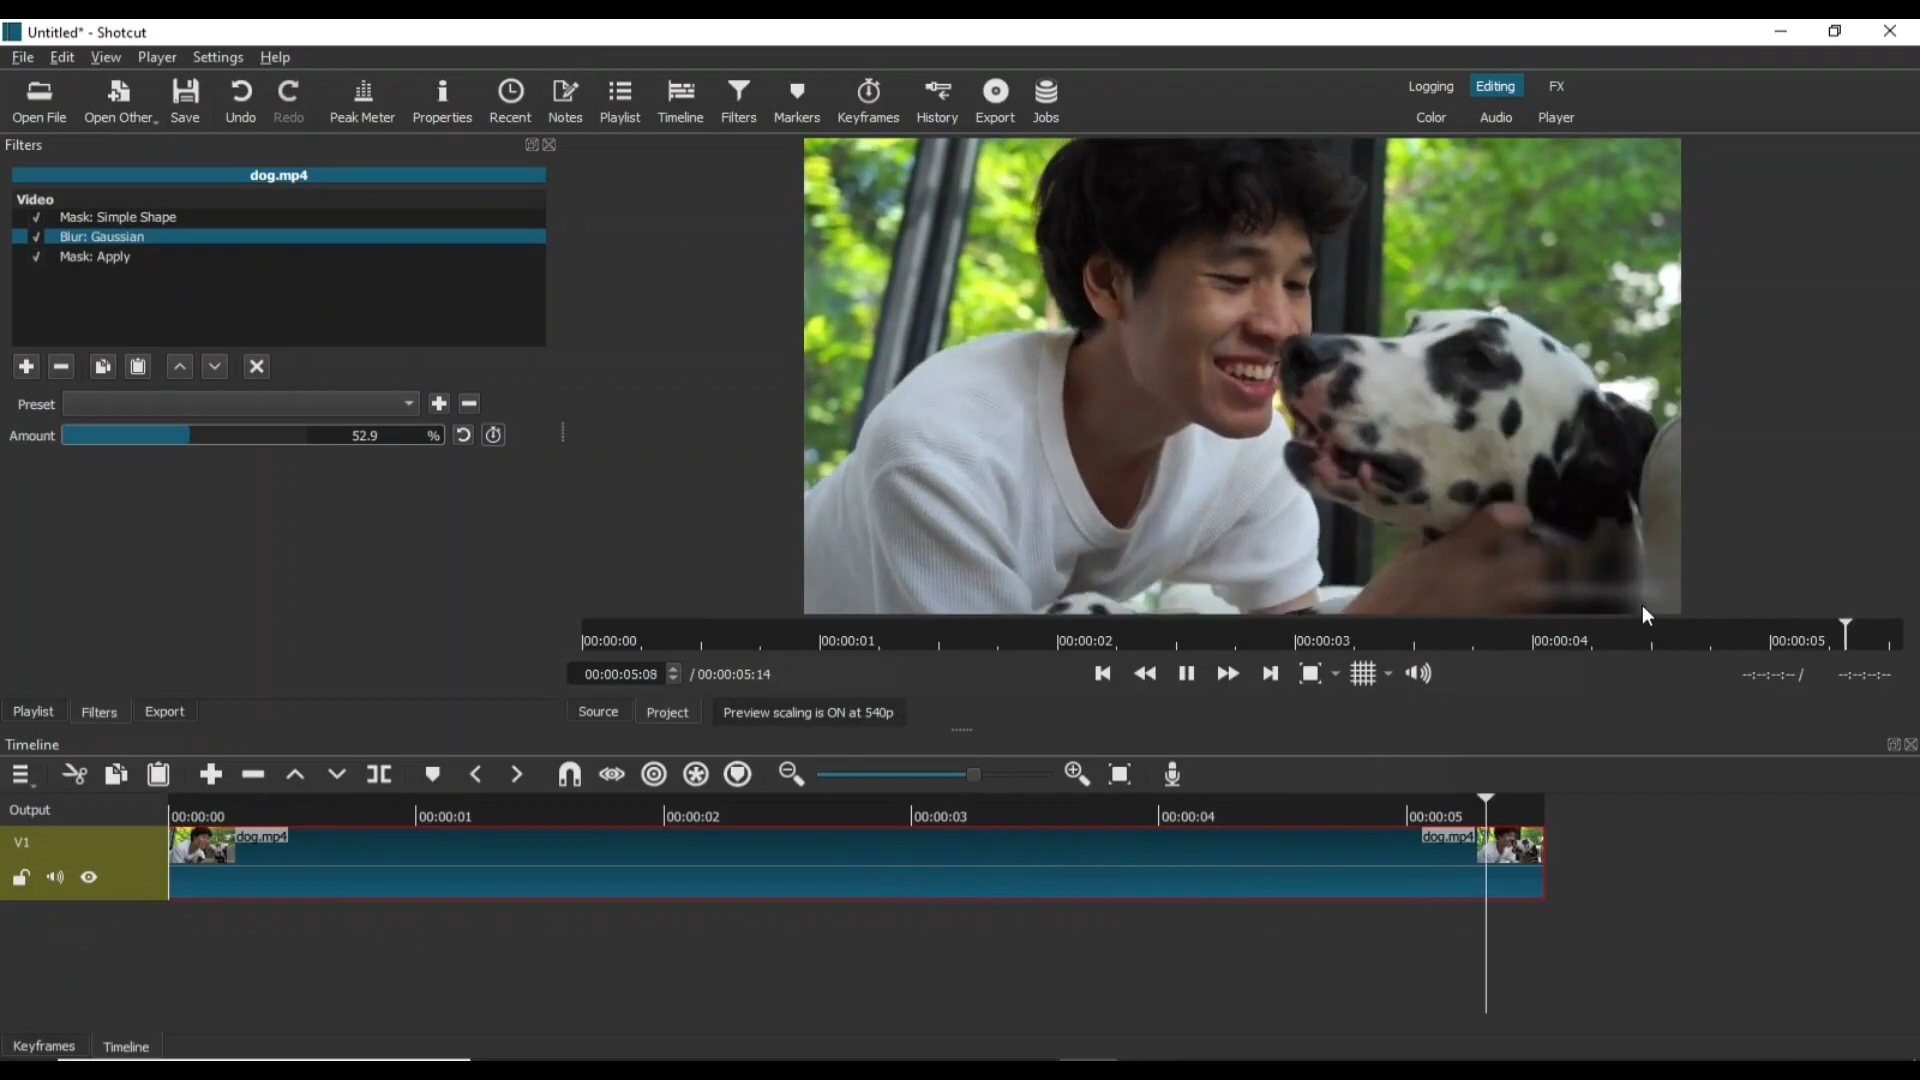 Untitled* - Shotcut
File Edit View Player Settings Help
Open File Open Other Save Undo Redo Peak Meter Properties Recent Notes Playlist Timeline Filters Markers Keyframes History Export Jobs
Logging Editing FX
Color Audio Player
Filters
dog.mp4
Video
✓ Mask: Simple Shape
✓ Blur: Gaussian
✓ Mask: Apply
Preset
Amount 52.9 %
00:00:00 00:00:01 00:00:02 00:00:03 00:00:04 00:00:05
00:00:05:08 / 00:00:05:14 --:--:--:-- / --:--:--:--
Playlist Filters Export
Source Project Preview scaling is ON at 540p
Timeline
Output
00:00:00 00:00:01 00:00:02 00:00:03 00:00:04 00:00:05
V1
dog.mp4 dog.mp4
Keyframes Timeline